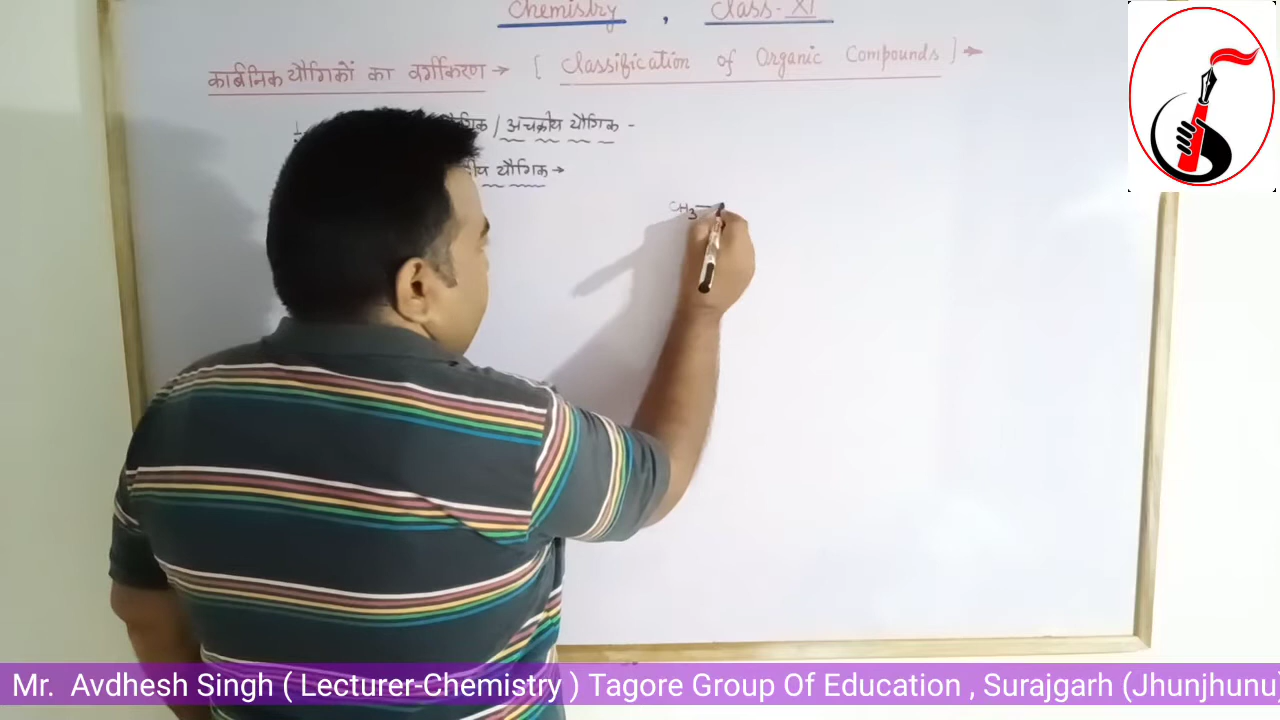 Chemistry , Class-XI
कार्बनिक यौगिकों का वर्गीकरण → [ Classification of Organic Compounds ] →
/ अचक्रीय यौगिक -
यौगिक →
CH3—
Mr. Avdhesh Singh ( Lecturer-Chemistry ) Tagore Group Of Education , Surajgarh (Jhunjhunu)